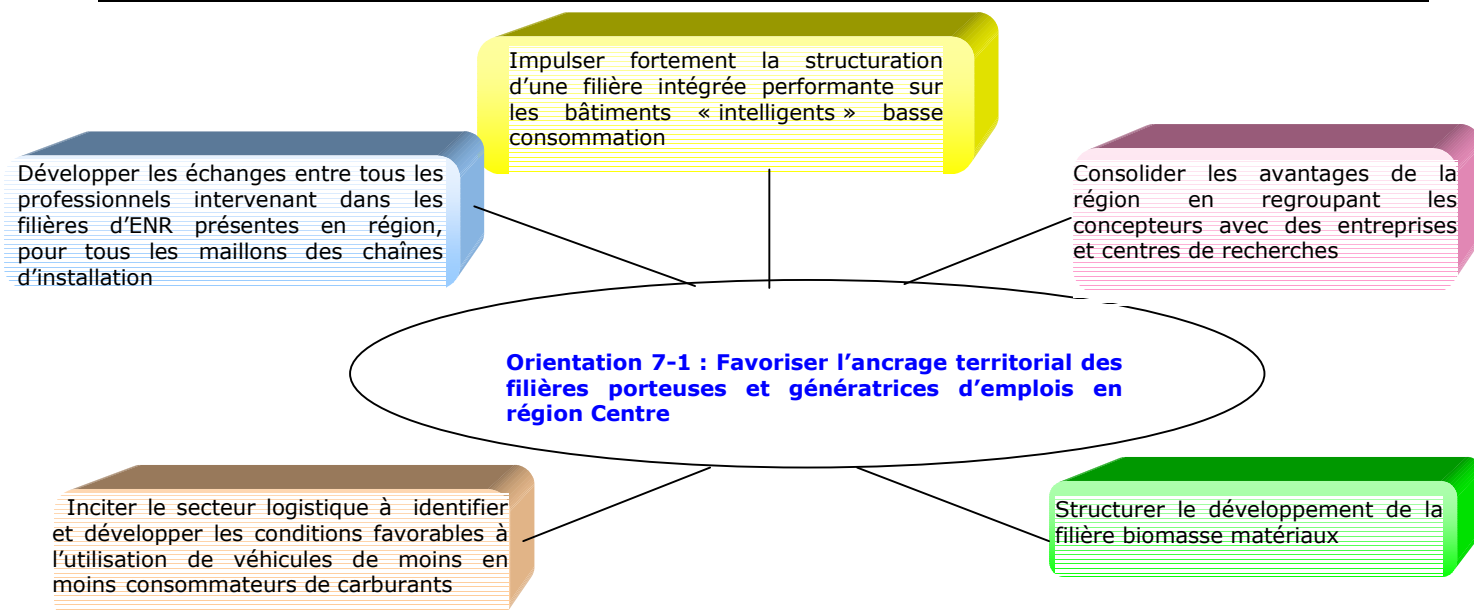 Impulser fortement la structuration
d’une filière intégrée performante sur
les bâtiments « intelligents » basse
consommation
Développer les échanges entre tous les
professionnels intervenant dans les
filières d’ENR présentes en région,
pour tous les maillons des chaînes
d’installation
Consolider les avantages de la
région en regroupant les
concepteurs avec des entreprises
et centres de recherches
Orientation 7-1 : Favoriser l’ancrage territorial des
filières porteuses et génératrices d’emplois en
région Centre
Inciter le secteur logistique à identifier
et développer les conditions favorables à
l’utilisation de véhicules de moins en
moins consommateurs de carburants
Structurer le développement de la
filière biomasse matériaux